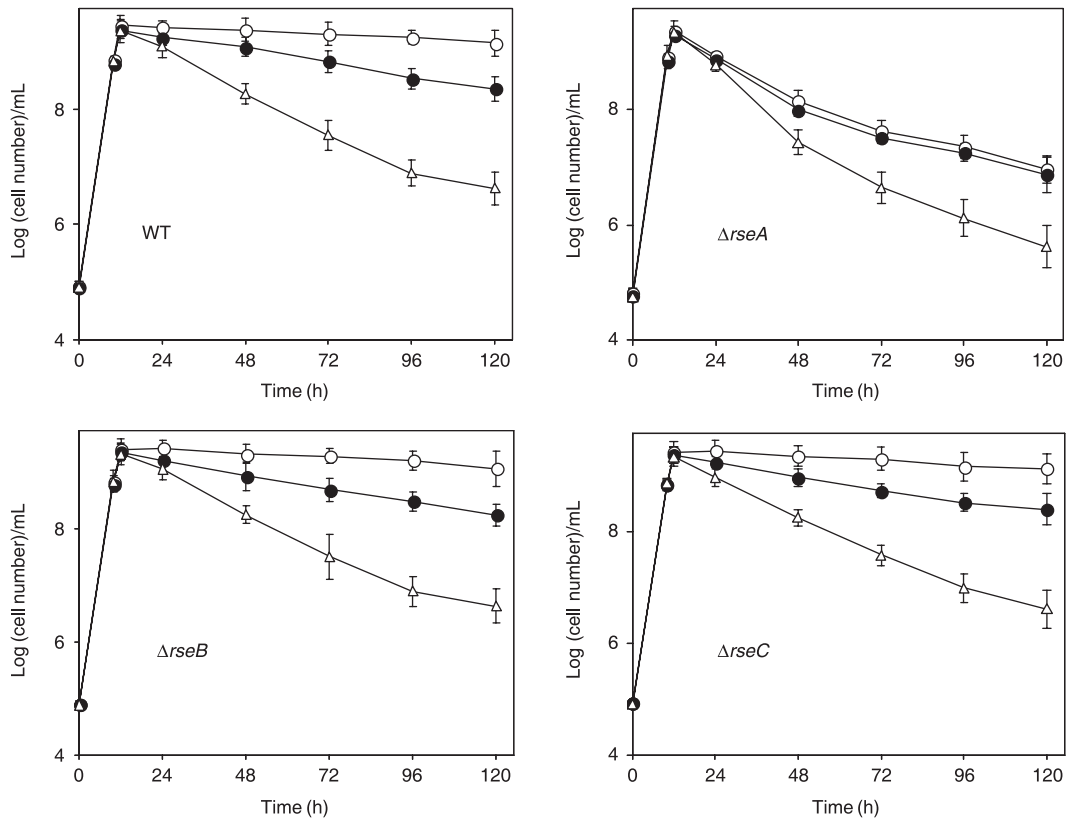 Log (cell number)/mL
8
6
4
WT
0 24 48 72 96 120
Time (h)
Log (cell number)/mL
8
6
4
ΔrseA
0 24 48 72 96 120
Time (h)
Log (cell number)/mL
8
6
4
ΔrseB
0 24 48 72 96 120
Time (h)
Log (cell number)/mL
8
6
4
ΔrseC
0 24 48 72 96 120
Time (h)